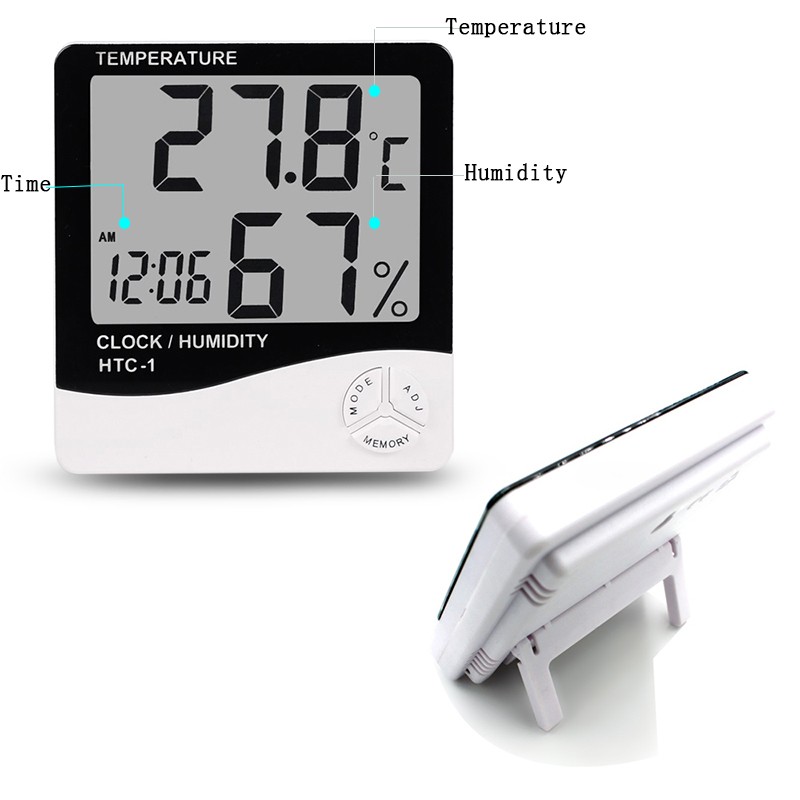 Temperature
TEMPERATURE
27.8 °C
Humidity
Time
AM
12:06 67 %
CLOCK / HUMIDITY
HTC-1
MODE ADJ
MEMORY